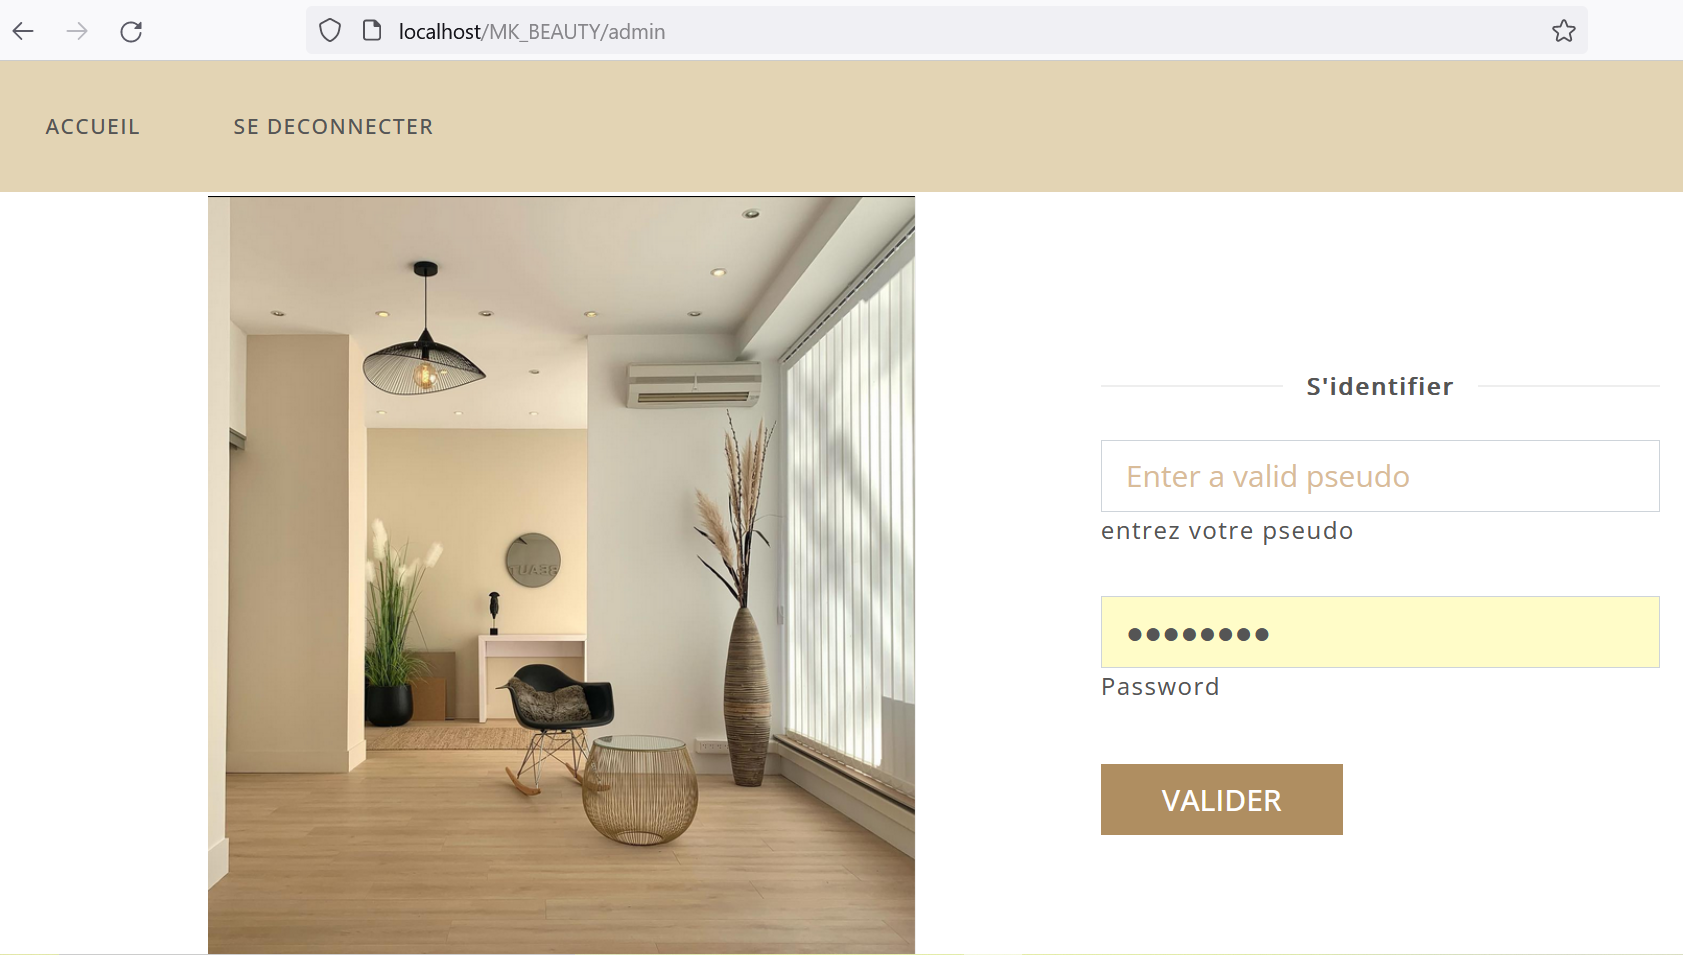 localhost/MK_BEAUTY/admin
ACCUEIL SE DECONNECTER
S'identifier
Enter a valid pseudo
entrez votre pseudo
●●●●●●●●
Password
VALIDER